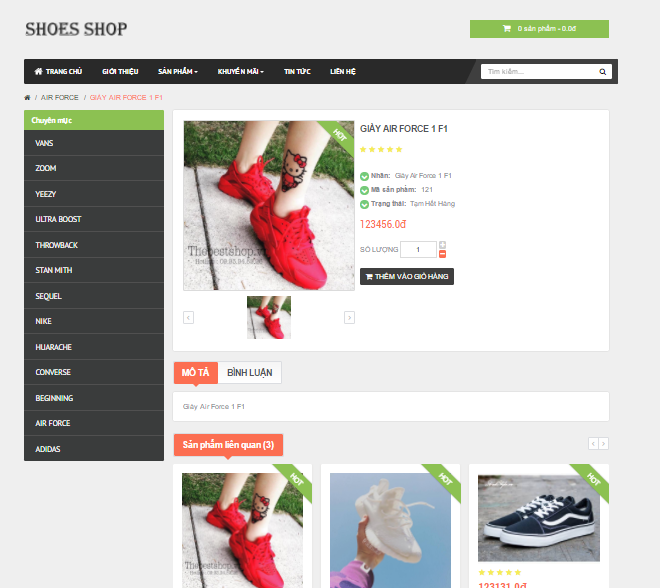 SHOES SHOP
0 sản phẩm - 0.0đ
TRANG CHỦ GIỚI THIỆU SẢN PHẨM KHUYẾN MÃI TIN TỨC LIÊN HỆ
Tìm kiếm...
/ AIR FORCE / GIÀY AIR FORCE 1 F1
Chuyên mục
VANS
ZOOM
YEEZY
ULTRA BOOST
THROWBACK
STAN MITH
SEQUEL
NIKE
HUARACHE
CONVERSE
BEGINNING
AIR FORCE
ADIDAS
HOT
Thebestshop.v
GIÀY AIR FORCE 1 F1
Nhãn: Giày Air Force 1 F1
Mã sản phẩm: 121
Trạng thái: Tạm Hết Hàng
123456.0đ
SỐ LƯỢNG 1
THÊM VÀO GIỎ HÀNG
MÔ TẢ BÌNH LUẬN
Giày Air Force 1 F1
Sản phẩm liên quan (3)
HOT
HOT
HOT
Thebestshop.v
123131.0đ